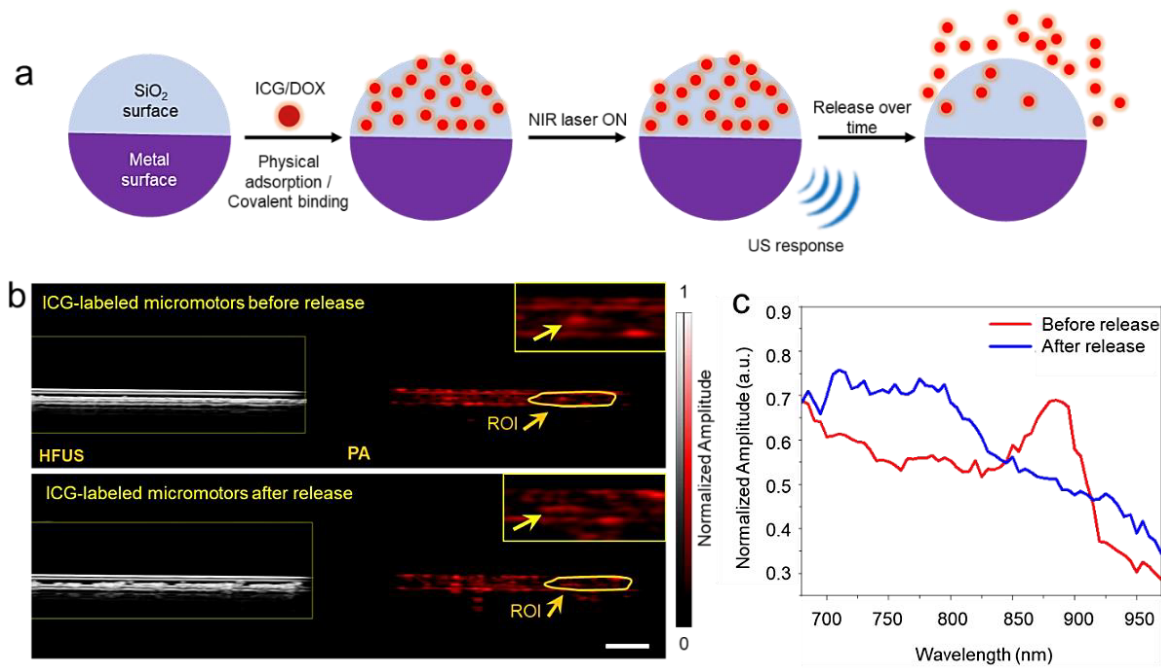 a
SiO2
surface
Metal
surface
ICG/DOX
Physical
adsorption /
Covalent binding
NIR laser ON
US response
Release over
time
b
ICG-labeled micromotors before release
ROI
HFUS
PA
ICG-labeled micromotors after release
ROI
1
Normalized Amplitude
0
c
Before release
After release
Normalized Amplitude (a.u.)
0.9
0.8
0.7
0.6
0.5
0.4
0.3
700 750 800 850 900 950
Wavelength (nm)